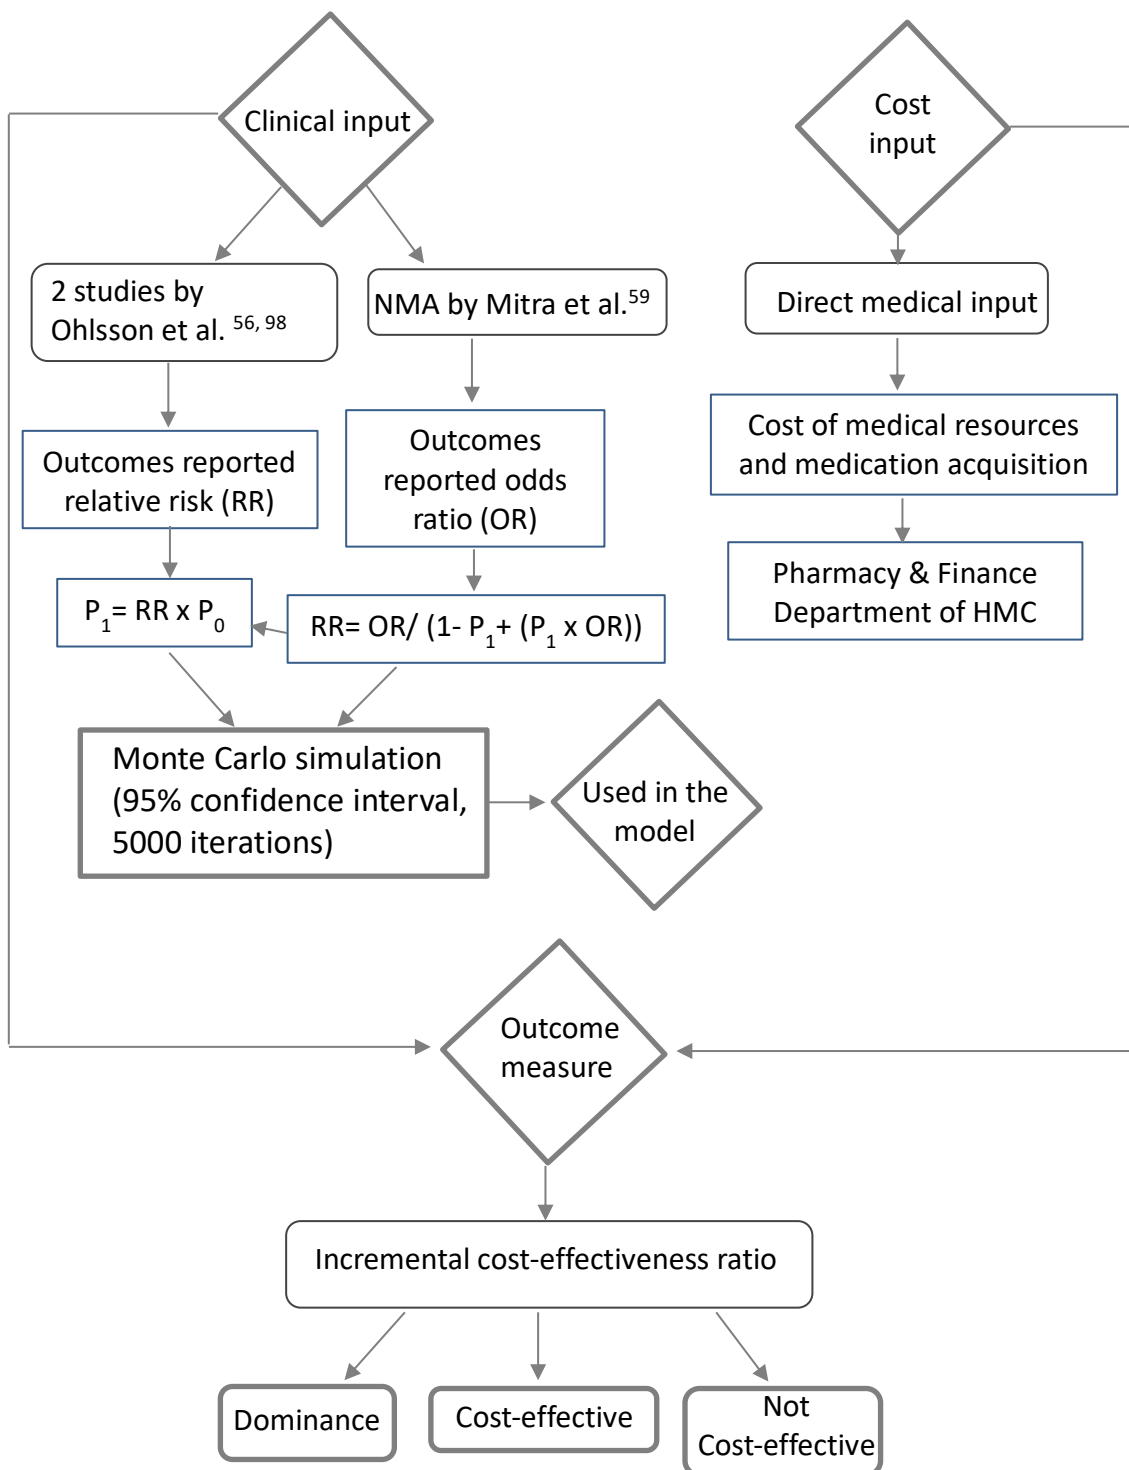 Clinical input
Cost
input
2 studies by
Ohlsson et al. 56, 98
NMA by Mitra et al.59
Direct medical input
Outcomes reported
relative risk (RR)
Outcomes
reported odds
ratio (OR)
Cost of medical resources
and medication acquisition
P1= RR x P0
RR= OR/ (1- P1+ (P1 x OR))
Pharmacy & Finance
Department of HMC
Monte Carlo simulation
(95% confidence interval,
5000 iterations)
Used in the
model
Outcome
measure
Incremental cost-effectiveness ratio
Dominance
Cost-effective
Not
Cost-effective